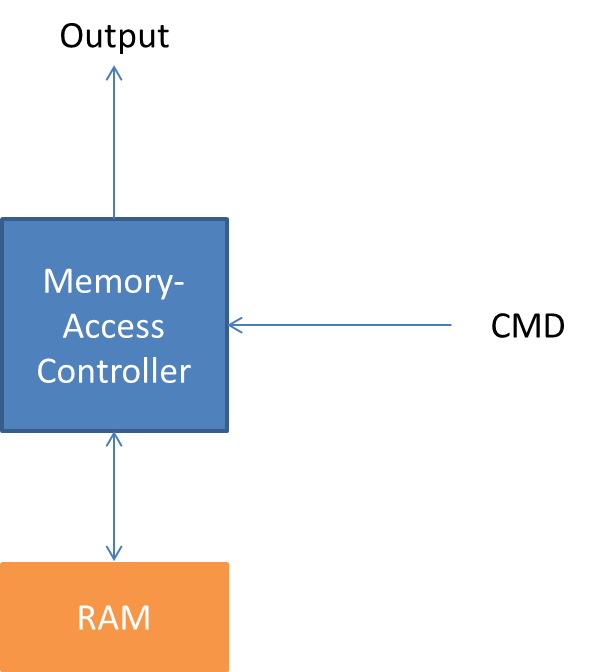 Output
Memory-
Access
Controller
CMD
RAM